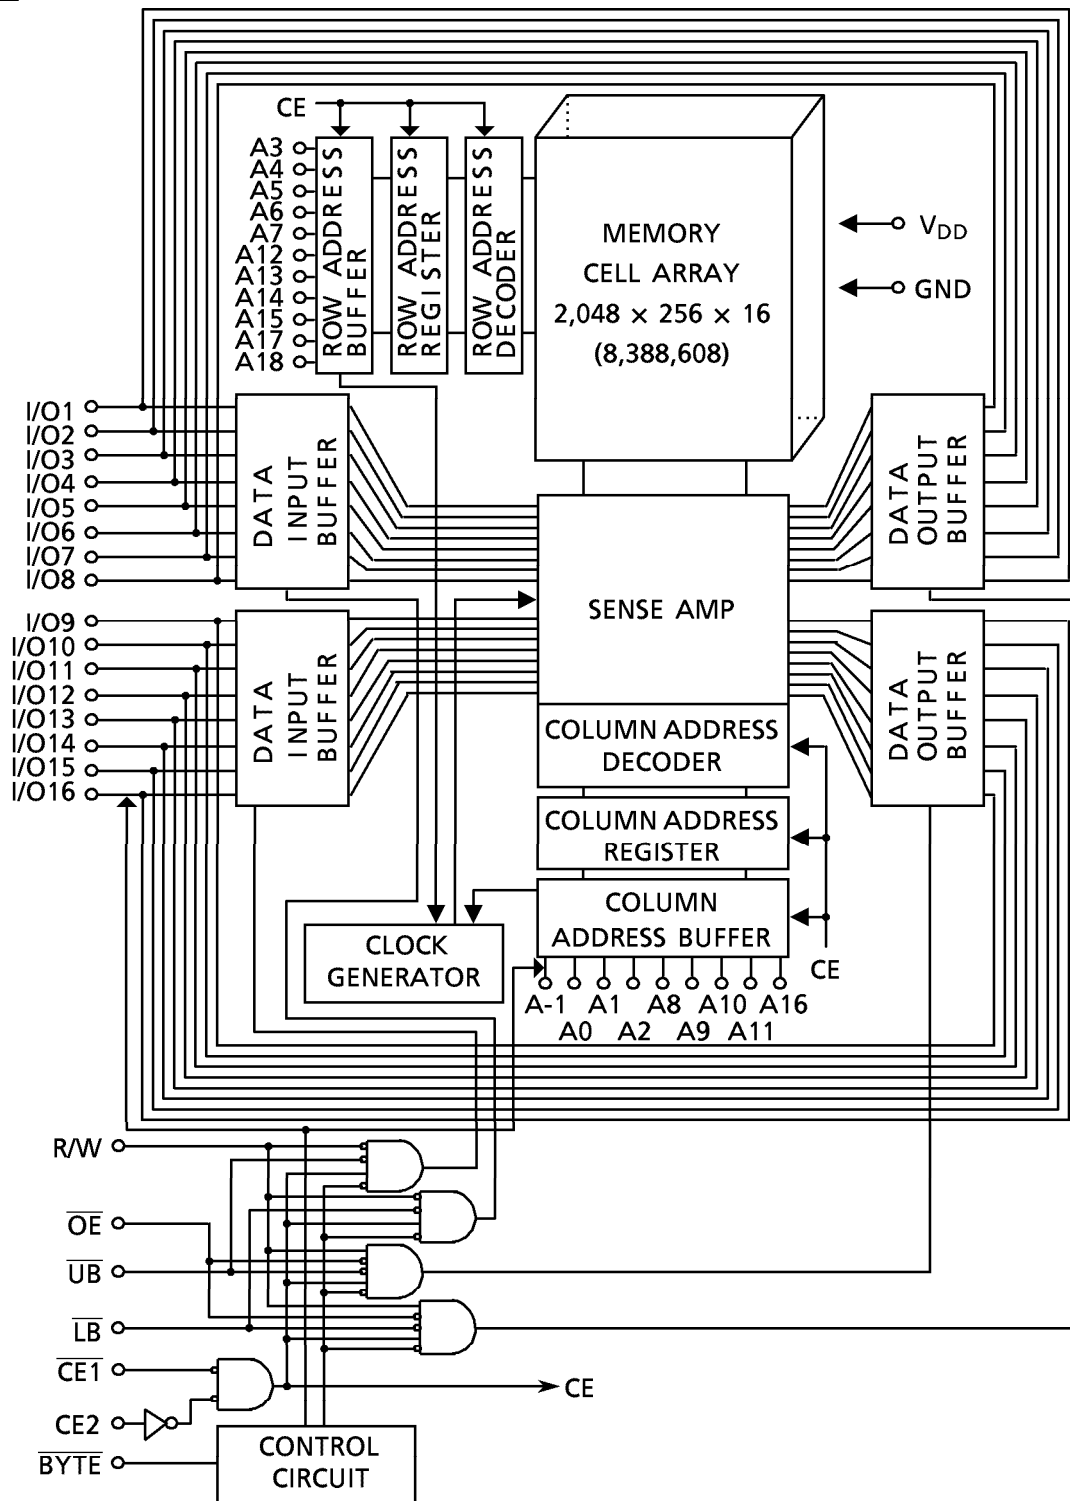 CE
A3
A4
A5
A6
A7
A12
A13
A14
A15
A17
A18
ROW ADDRESS
BUFFER
ROW ADDRESS
REGISTER
ROW ADDRESS
DECODER
MEMORY
CELL ARRAY
2,048 × 256 × 16
(8,388,608)
VDD
GND
I/O1
I/O2
I/O3
I/O4
I/O5
I/O6
I/O7
I/O8
DATA
INPUT
BUFFER
DATA
OUTPUT
BUFFER
SENSE AMP
I/O9
I/O10
I/O11
I/O12
I/O13
I/O14
I/O15
I/O16
DATA
INPUT
BUFFER
DATA
OUTPUT
BUFFER
COLUMN ADDRESS
DECODER
COLUMN ADDRESS
REGISTER
COLUMN
ADDRESS BUFFER
CE
CLOCK
GENERATOR
A-1 A1 A8 A10 A16
A0 A2 A9 A11
R/W
OE
UB
LB
CE1
CE2
BYTE
CE
CONTROL
CIRCUIT